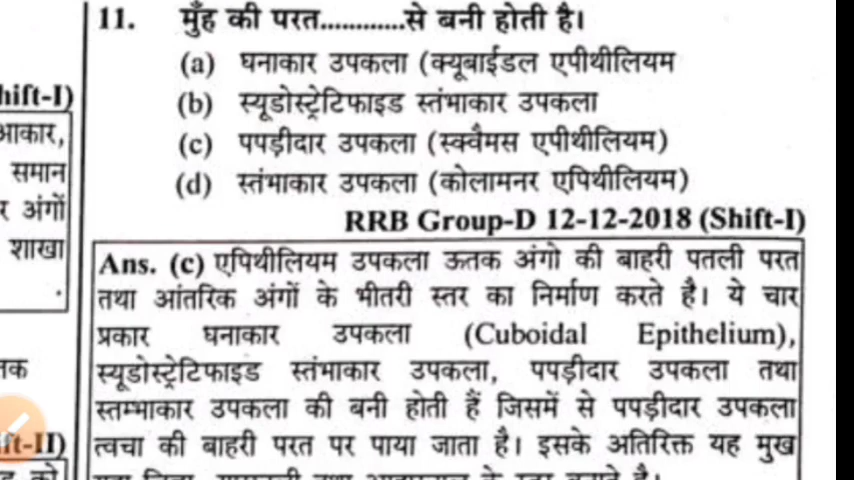 11. मुँह की परत............से बनी होती है।
(a) घनाकार उपकला (क्यूबाईडल एपीथीलियम
(b) स्यूडोस्ट्रेटिफाइड स्तंभाकार उपकला
(c) पपड़ीदार उपकला (स्क्वैमस एपीथीलियम)
(d) स्तंभाकार उपकला (कोलामनर एपिथीलियम)
RRB Group-D 12-12-2018 (Shift-I)
Ans. (c) एपिथीलियम उपकला ऊतक अंगो की बाहरी पतली परत
तथा आंतरिक अंगों के भीतरी स्तर का निर्माण करते है। ये चार
प्रकार घनाकार उपकला (Cuboidal Epithelium),
स्यूडोस्ट्रेटिफाइड स्तंभाकार उपकला, पपड़ीदार उपकला तथा
स्तम्भाकार उपकला की बनी होती हैं जिसमें से पपड़ीदार उपकला
त्वचा की बाहरी परत पर पाया जाता है। इसके अतिरिक्त यह मुख
hift-I)
आकार,
समान
र अंगों
शाखा
तक
ift-II)